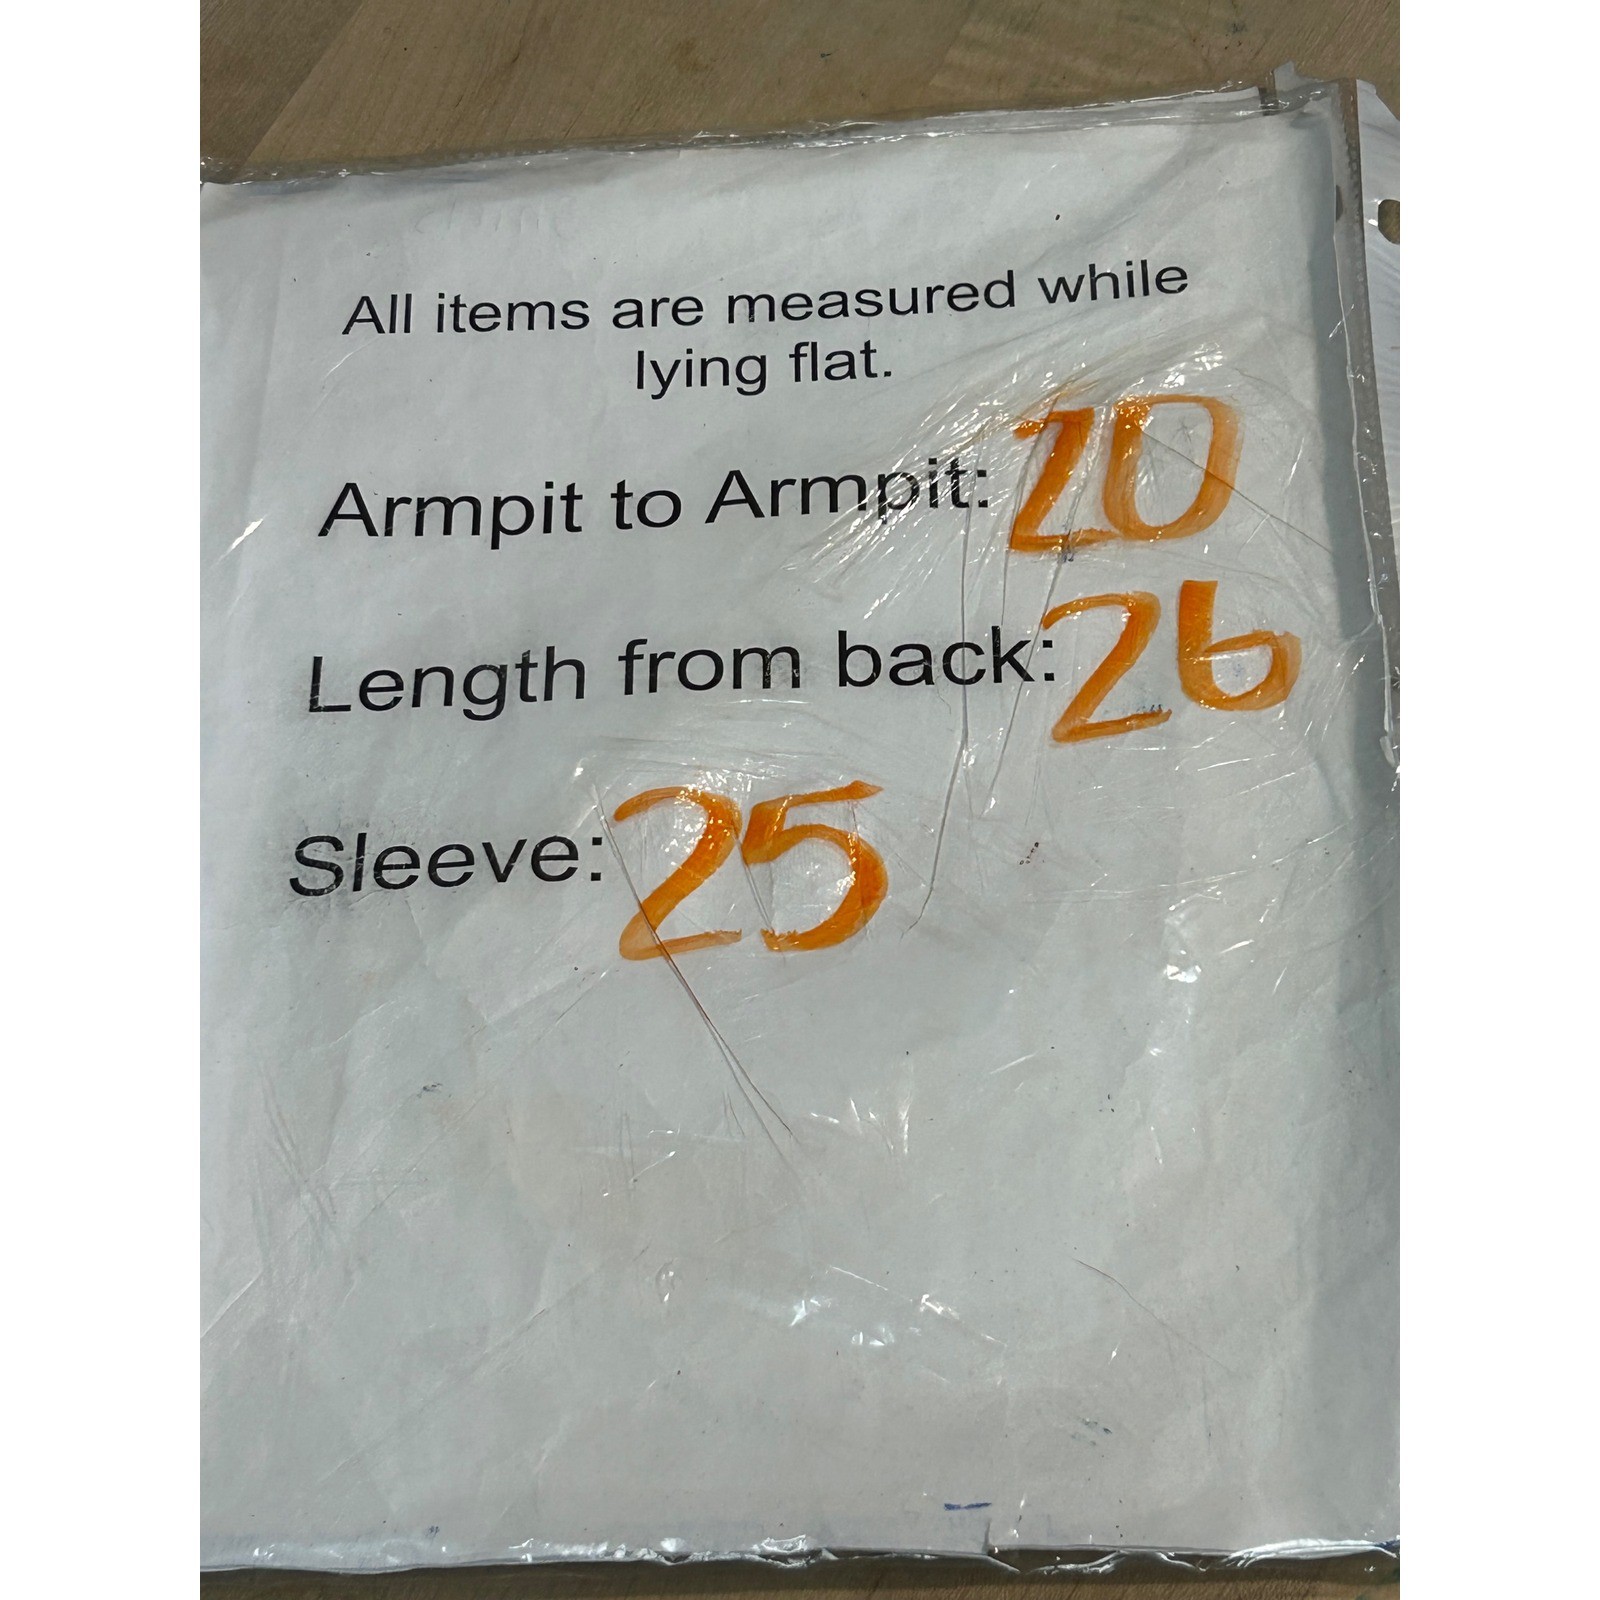 All items are measured while
lying flat.
Armpit to Armpit: 20
Length from back: 26
Sleeve: 25